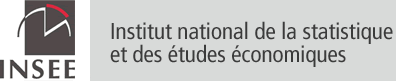 INSEE
Institut national de la statistique
et des études économiques